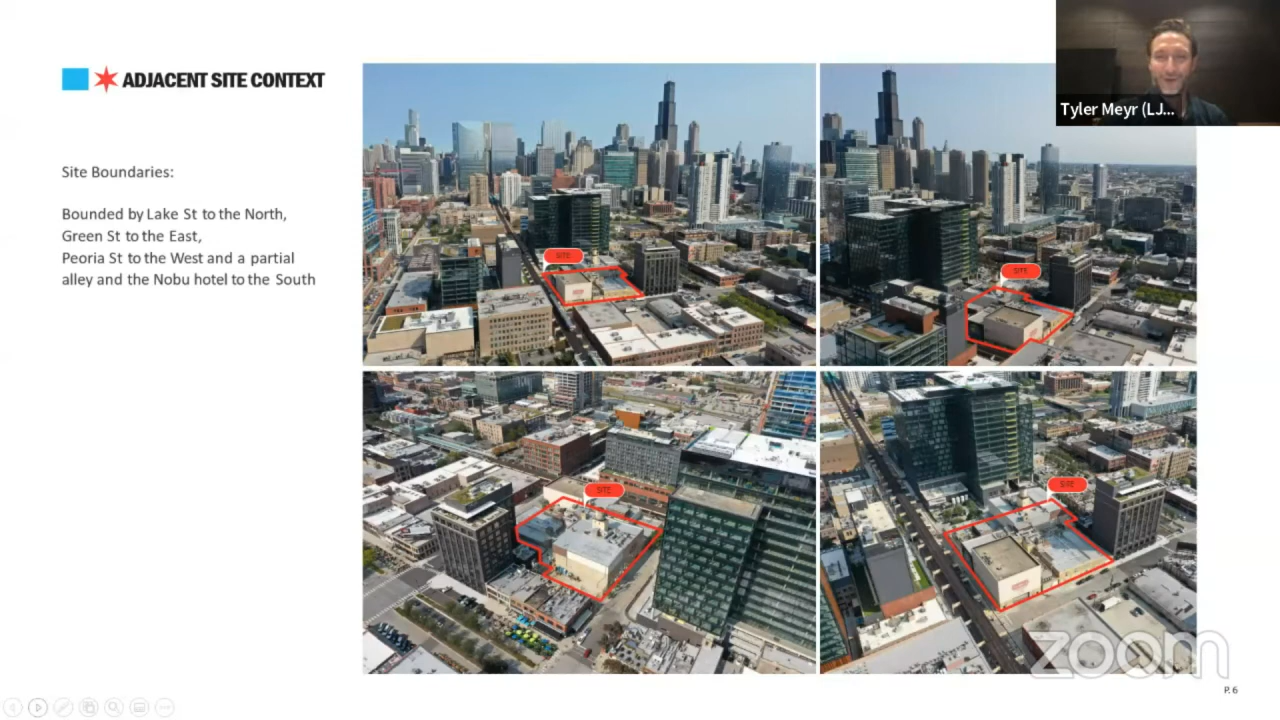 ADJACENT SITE CONTEXT
Tyler Meyr (LJ...
Site Boundaries:
Bounded by Lake St to the North,
Green St to the East,
Peoria St to the West and a partial
alley and the Nobu hotel to the South
SITE
SITE
SITE
SITE
zoom
P. 6